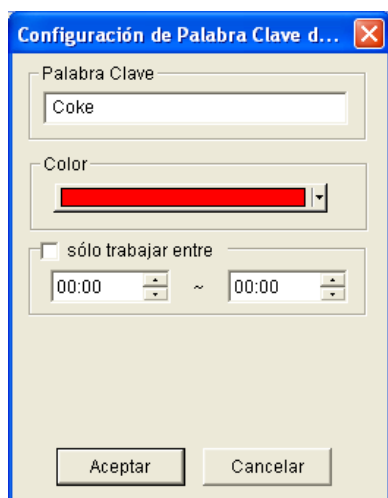 Configuración de Palabra Clave d...
Palabra Clave
Coke
Color
sólo trabajar entre
00:00 ~ 00:00
Aceptar Cancelar